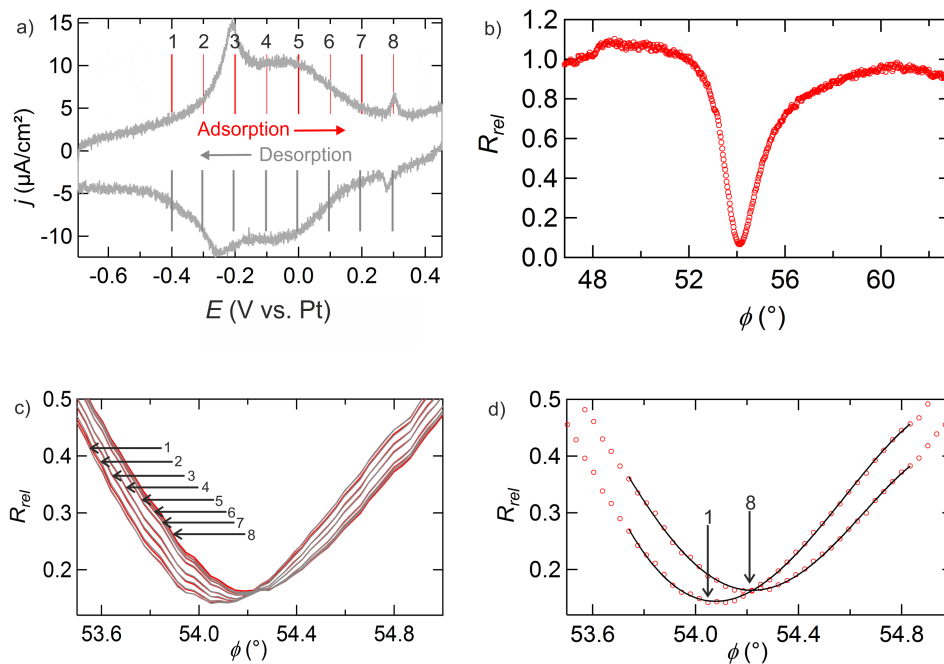 a)
15
10
5
0
-5
-10
j (µA/cm²)
1 2 3 4 5 6 7 8
Adsorption
Desorption
-0.6 -0.4 -0.2 0.0 0.2 0.4
E (V vs. Pt)
b)
1.2
1.0
0.8
0.6
0.4
0.2
0.0
R_rel
48 52 56 60
ϕ (°)
c)
0.5
0.4
0.3
0.2
R_rel
1
2
3
4
5
6
7
8
53.6 54.0 54.4 54.8
ϕ (°)
d)
0.5
0.4
0.3
0.2
R_rel
1 8
53.6 54.0 54.4 54.8
ϕ (°)